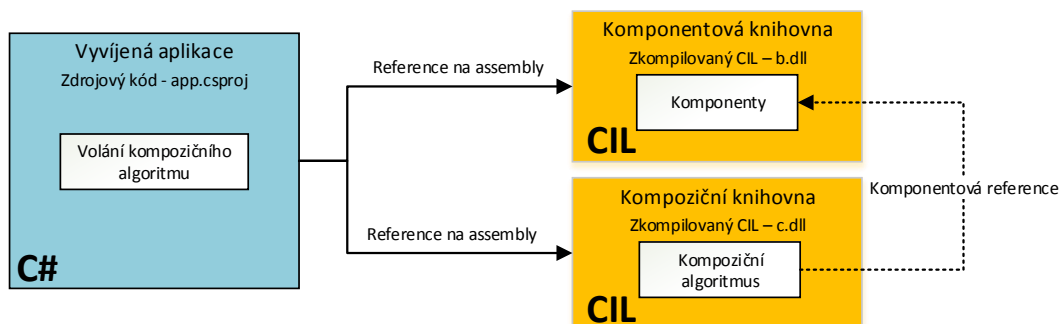 Vyvíjená aplikace
Zdrojový kód - app.csproj
Volání kompozičního
algoritmu
C#
Reference na assembly
Reference na assembly
Komponentová knihovna
Zkompilovaný CIL – b.dll
Komponenty
CIL
Kompoziční knihovna
Zkompilovaný CIL – c.dll
Kompoziční
algoritmus
CIL
Komponentová reference